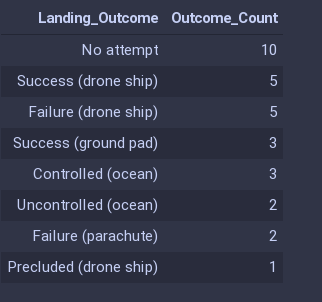 Landing_Outcome Outcome_Count
No attempt 10
Success (drone ship) 5
Failure (drone ship) 5
Success (ground pad) 3
Controlled (ocean) 3
Uncontrolled (ocean) 2
Failure (parachute) 2
Precluded (drone ship) 1